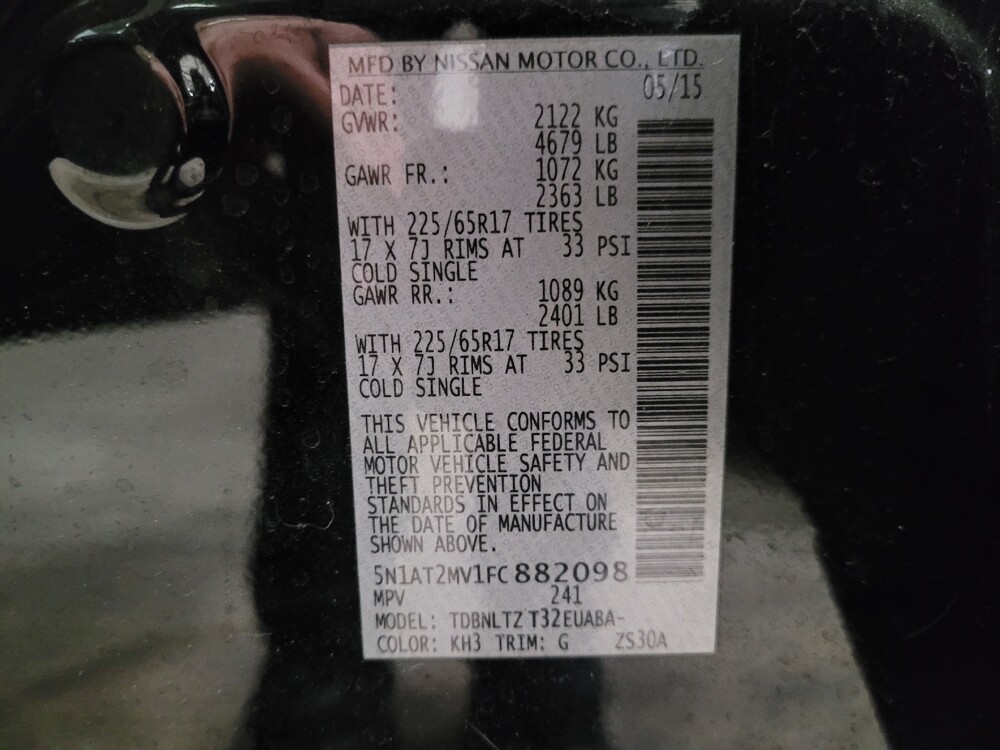 MFD BY NISSAN MOTOR CO., LTD.
DATE: 05/15
GVWR: 2122 KG
4679 LB
GAWR FR.: 1072 KG
2363 LB
WITH 225/65R17 TIRES
17 X 7J RIMS AT 33 PSI
COLD SINGLE
GAWR RR.: 1089 KG
2401 LB
WITH 225/65R17 TIRES
17 X 7J RIMS AT 33 PSI
COLD SINGLE
THIS VEHICLE CONFORMS TO
ALL APPLICABLE FEDERAL
MOTOR VEHICLE SAFETY AND
THEFT PREVENTION
STANDARDS IN EFFECT ON
THE DATE OF MANUFACTURE
SHOWN ABOVE.
5N1AT2MV1FC882098
MPV 241
MODEL: TDBNLTZ T32EUABA-
COLOR: KH3 TRIM: G ZS30A